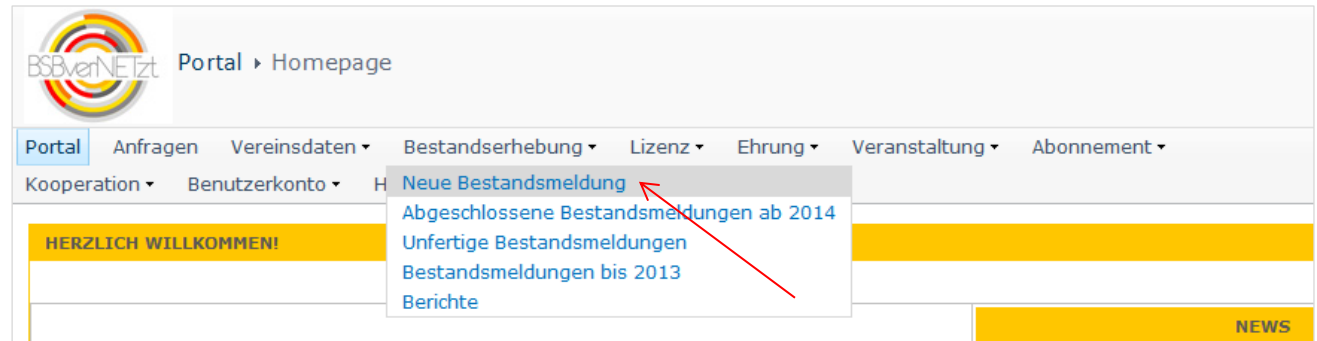 BSBverNETzt
Portal ▸ Homepage
Portal Anfragen Vereinsdaten Bestandserhebung Lizenz Ehrung Veranstaltung Abonnement
Kooperation Benutzerkonto H
Neue Bestandsmeldung
Abgeschlossene Bestandsmeldungen ab 2014
Unfertige Bestandsmeldungen
Bestandsmeldungen bis 2013
Berichte
HERZLICH WILLKOMMEN!
NEWS